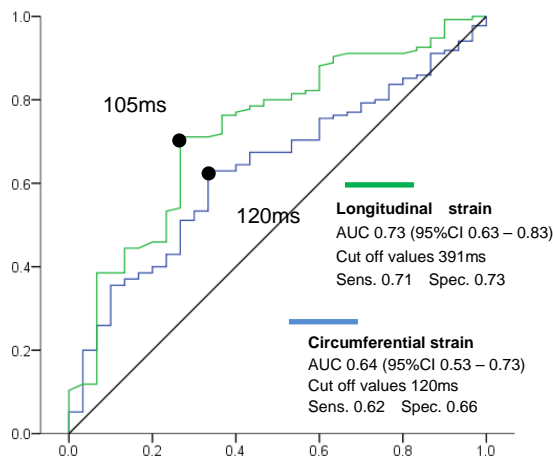 1.0
0.8
0.6
0.4
0.2
0.0
0.0 0.2 0.4 0.6 0.8 1.0
105ms
120ms
Longitudinal strain
AUC 0.73 (95%CI 0.63 – 0.83)
Cut off values 391ms
Sens. 0.71 Spec. 0.73
Circumferential strain
AUC 0.64 (95%CI 0.53 – 0.73)
Cut off values 120ms
Sens. 0.62 Spec. 0.66